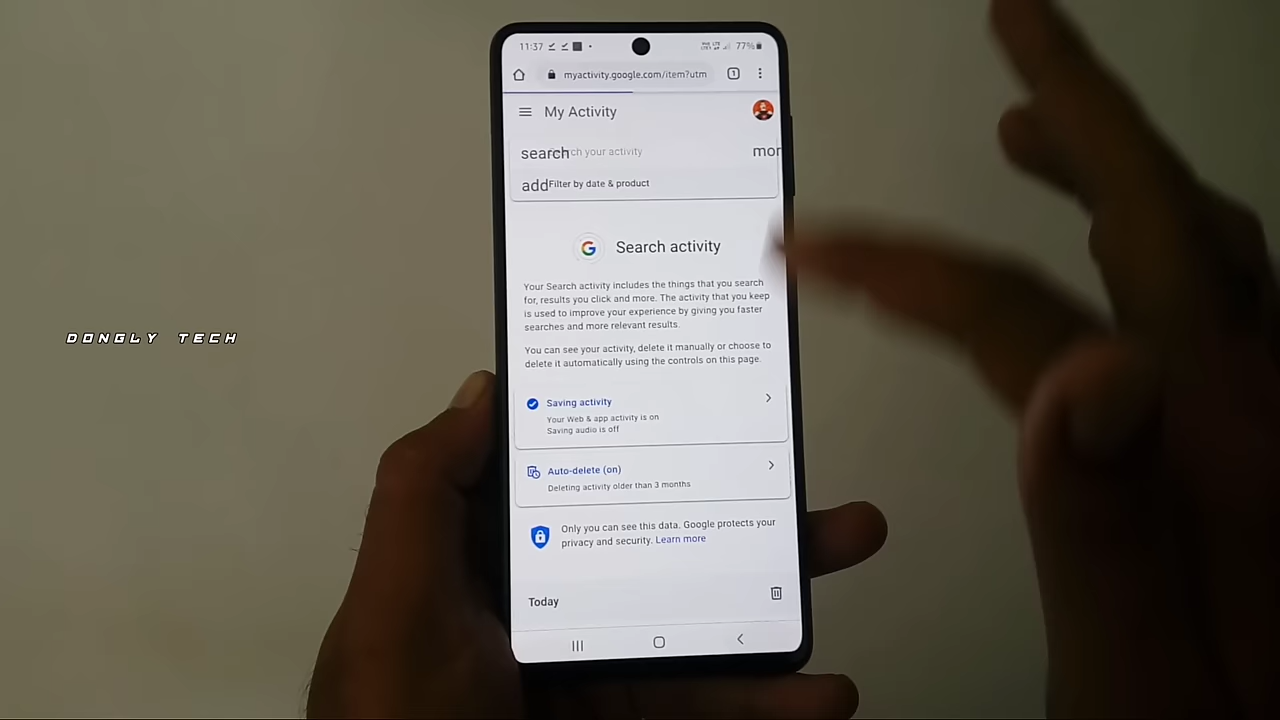 11:37
77%
myactivity.google.com/item?utm
1
My Activity
search your activity
mor
add Filter by date & product
G Search activity
Your Search activity includes the things that you search
for, results you click and more. The activity that you keep
is used to improve your experience by giving you faster
searches and more relevant results.
You can see your activity, delete it manually or choose to
delete it automatically using the controls on this page.
Saving activity
Your Web & app activity is on
Saving audio is off
Auto-delete (on)
Deleting activity older than 3 months
Only you can see this data. Google protects your
privacy and security. Learn more
Today
DONGLY TECH